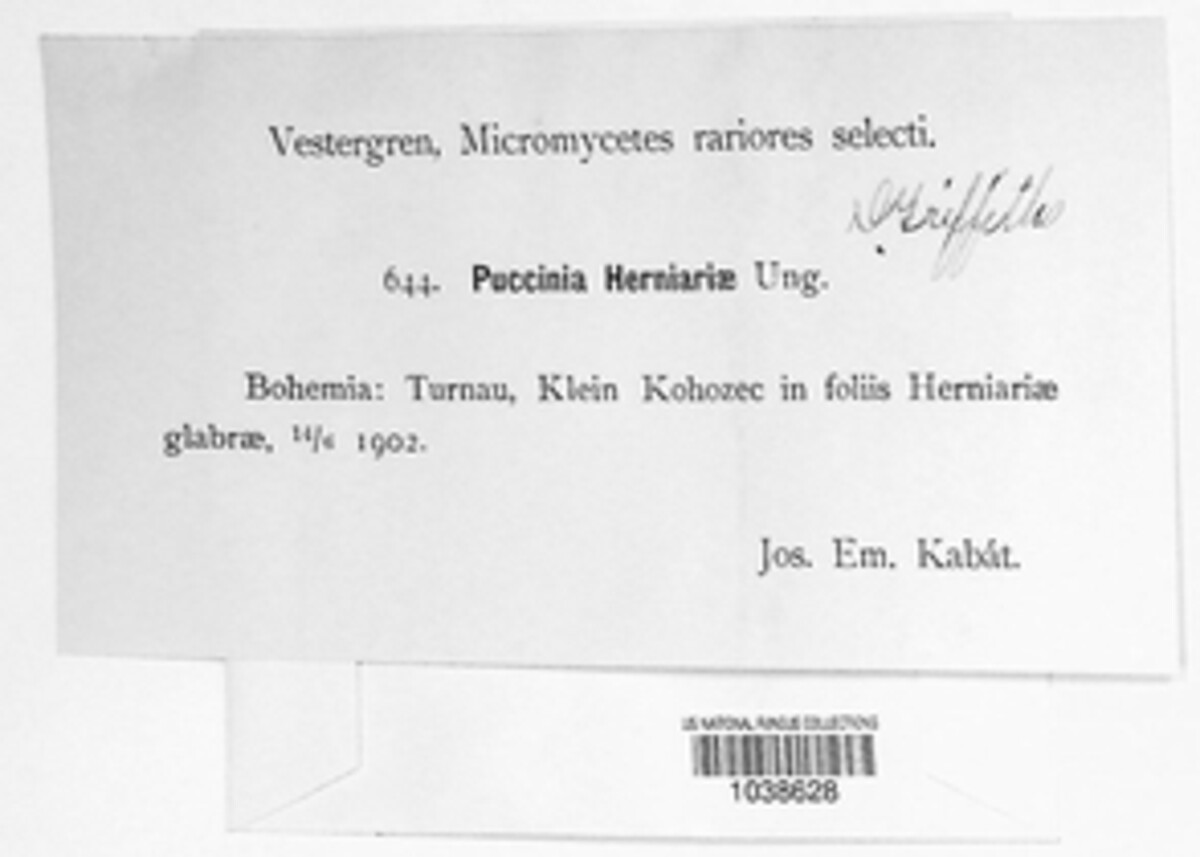 Vestergren, Micromycetes rariores selecti.
D Griffiths
644. Puccinia Herniariæ Ung.
Bohemia: Turnau, Klein Kohozec in foliis Herniariæ
glabræ, 14/6 1902.
Jos. Em. Kabát.
US NATIONAL FUNGUS COLLECTIONS
1038628